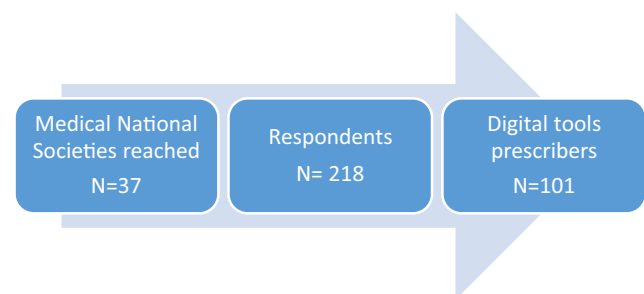 Medical National
Societies reached
N=37
Respondents
N= 218
Digital tools
prescribers
N=101